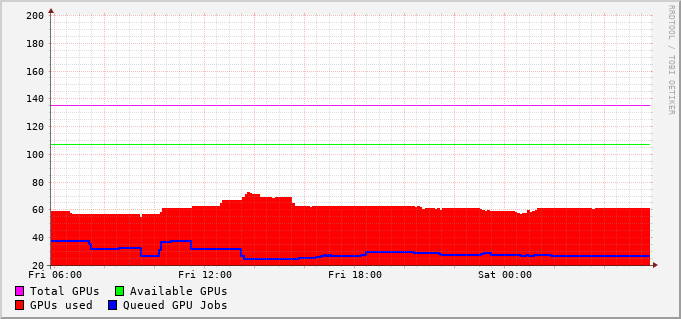 200
180
160
140
120
100
80
60
40
20
Fri 06:00 Fri 12:00 Fri 18:00 Sat 00:00
Total GPUs Available GPUs
GPUs used Queued GPU Jobs
RRDTOOL / TOBI OETIKER